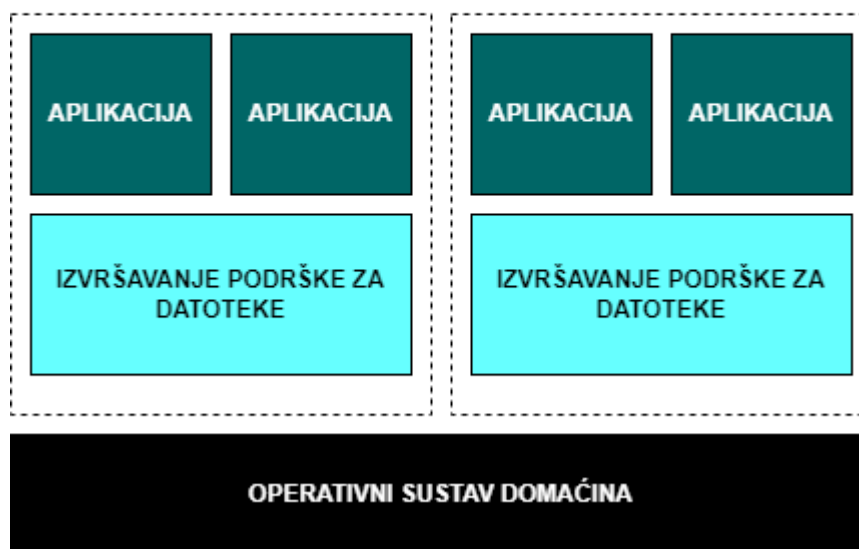 APLIKACIJA APLIKACIJA APLIKACIJA APLIKACIJA
IZVRŠAVANJE PODRŠKE ZA
DATOTEKE
IZVRŠAVANJE PODRŠKE ZA
DATOTEKE
OPERATIVNI SUSTAV DOMAĆINA